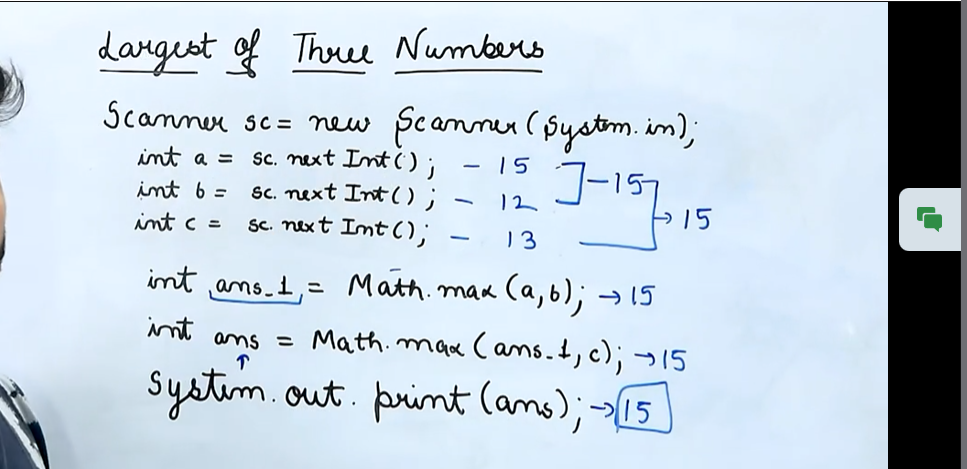 Largest of Three Numbers
Scanner sc = new Scanner(System.in);
int a = sc.nextInt(); - 15
int b = sc.nextInt(); - 12
int c = sc.nextInt(); - 13
-15
→ 15
int ans_1 = Math.max(a,b); → 15
int ans = Math.max(ans_1, c); → 15
System.out.print(ans); → 15